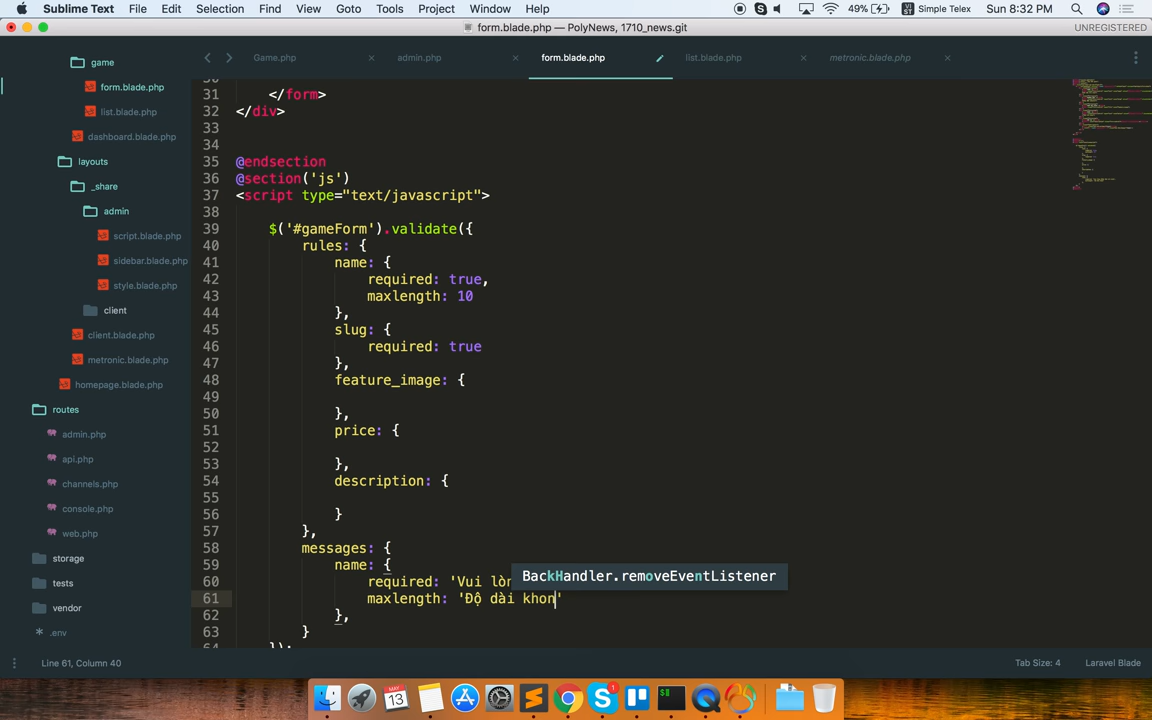 Sublime Text File Edit Selection Find View Goto Tools Project Window Help 49% Simple Telex Sun 8:32 PM
form.blade.php — PolyNews, 1710_news.git UNREGISTERED
Game.php admin.php form.blade.php list.blade.php metronic.blade.php
game
form.blade.php
list.blade.php
dashboard.blade.php
layouts
_share
admin
script.blade.php
sidebar.blade.php
style.blade.php
client
client.blade.php
metronic.blade.php
homepage.blade.php
routes
admin.php
api.php
channels.php
console.php
web.php
storage
tests
vendor
.env
30
31 </form>
32 </div>
33
34
35 @endsection
36 @section('js')
37 <script type="text/javascript">
38
39 $('#gameForm').validate({
40 rules: {
41 name: {
42 required: true,
43 maxlength: 10
44 },
45 slug: {
46 required: true
47 },
48 feature_image: {
49
50 },
51 price: {
52
53 },
54 description: {
55
56 }
57 },
58 messages: {
59 name: {
60 required: 'Vui
61 maxlength: 'Độ dài khon'
62 },
63 }
64 });
BackHandler.removeEventListener
Line 61, Column 40 Tab Size: 4 Laravel Blade
MAY
13
1